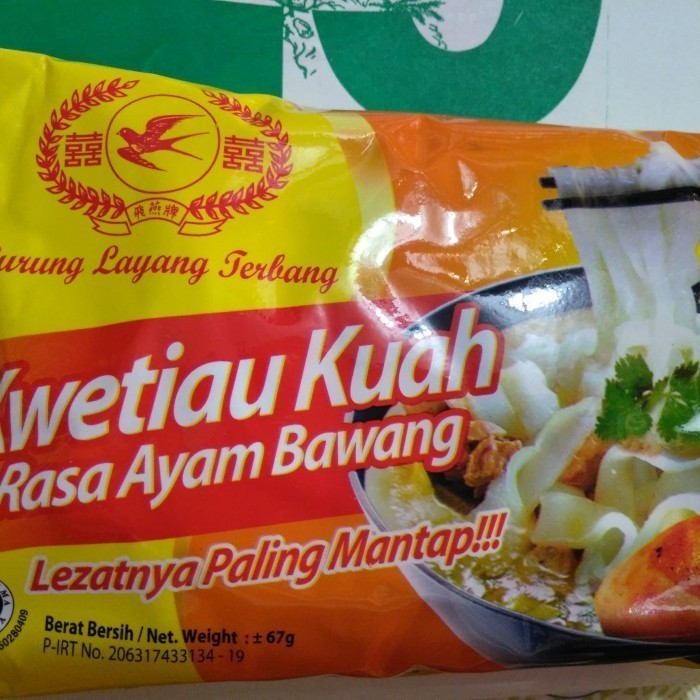 囍 囍
飛燕牌
urung Layang Terbang
Kwetiau Kuah
Rasa Ayam Bawang
Lezatnya Paling Mantap!!!
Berat Bersih / Net. Weight : ± 67g
P-IRT No. 206317433134 - 19